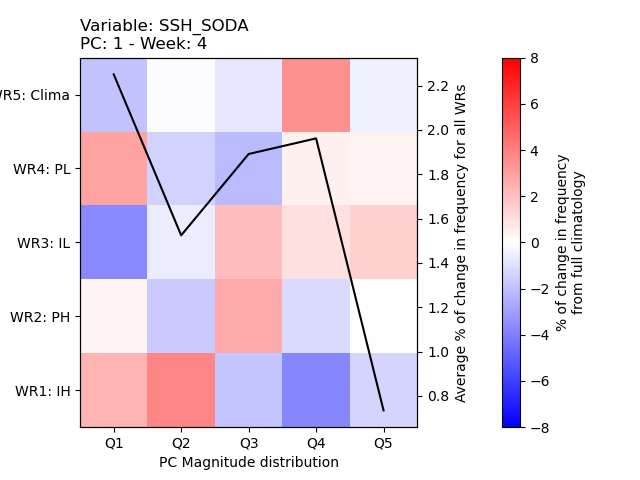 Variable: SSH_SODA
PC: 1 - Week: 4
WR5: Clima
WR4: PL
WR3: IL
WR2: PH
WR1: IH
Q1 Q2 Q3 Q4 Q5
PC Magnitude distribution
2.2
2.0
1.8
1.6
1.4
1.2
1.0
0.8
Average % of change in frequency for all WRs
8
6
4
2
0
−2
−4
−6
−8
% of change in frequency
from full climatology